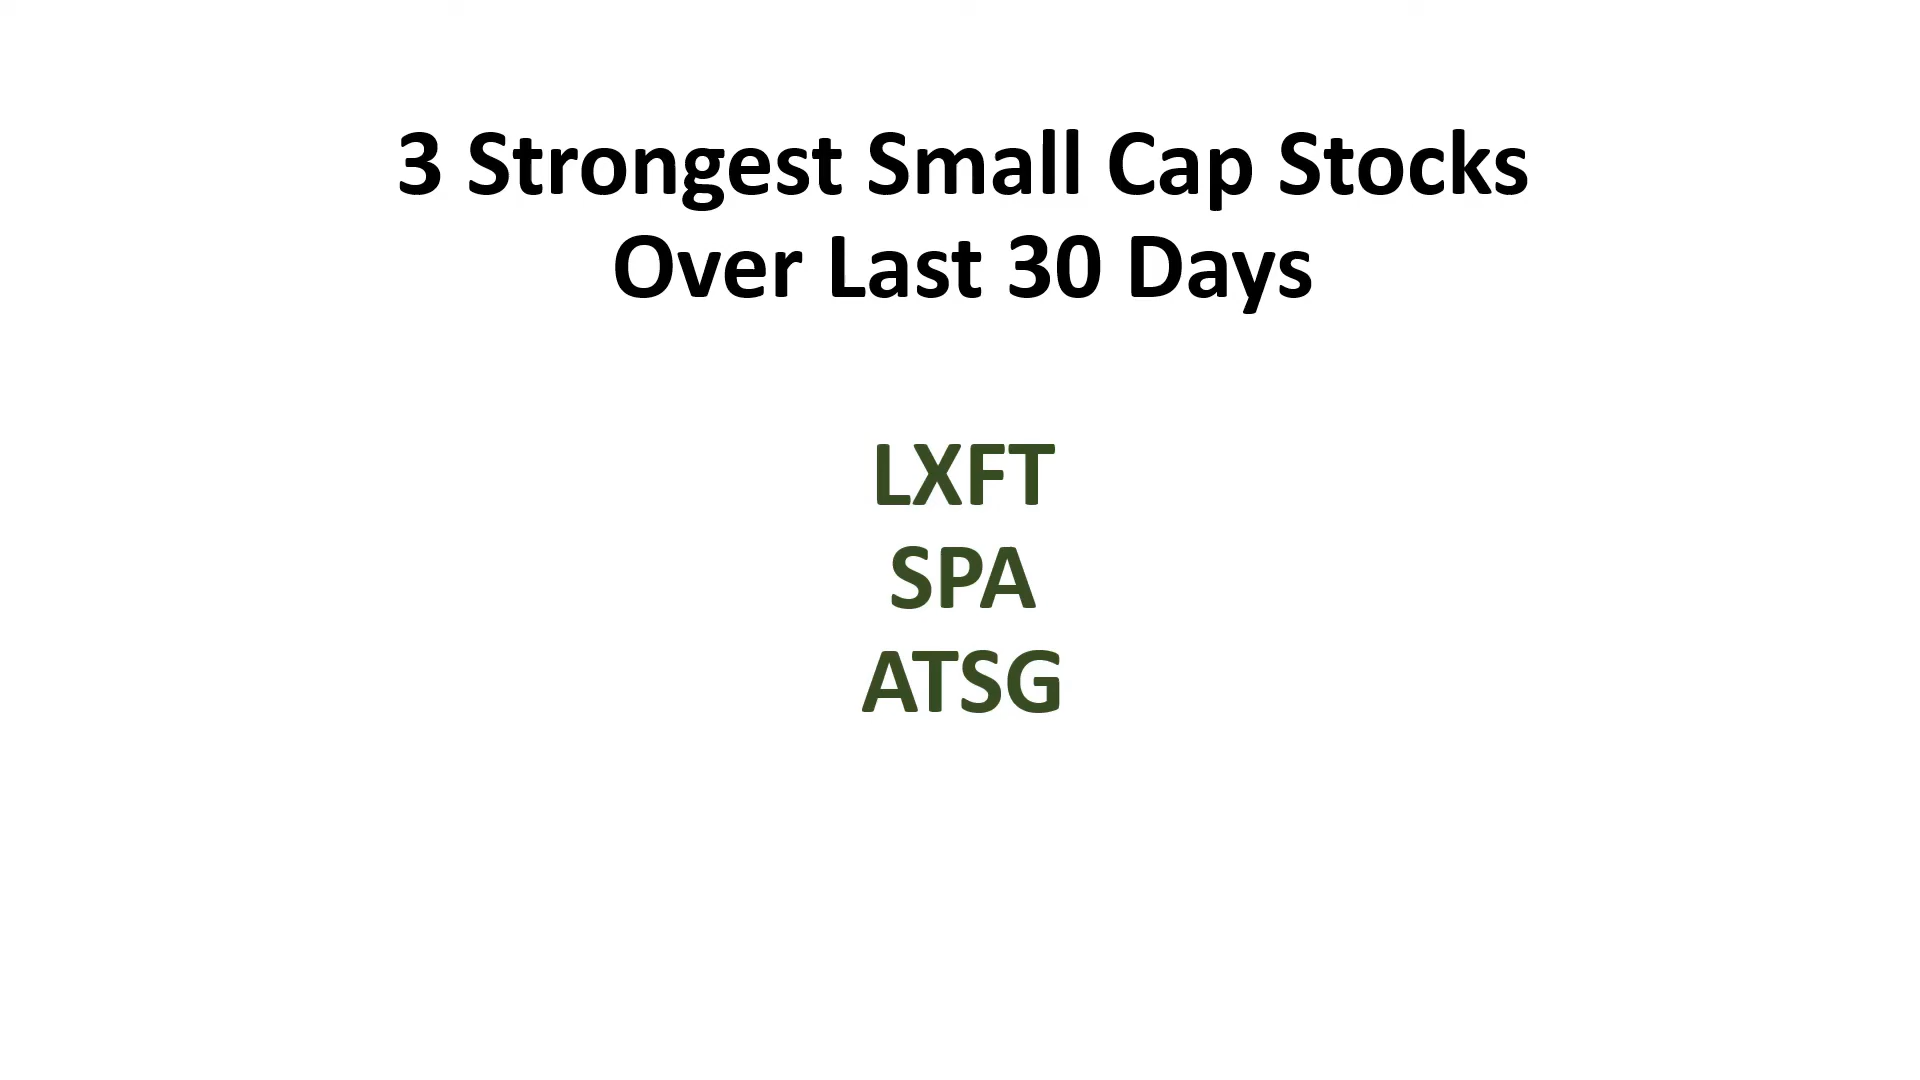 3 Strongest Small Cap Stocks
Over Last 30 Days
LXFT
SPA
ATSG